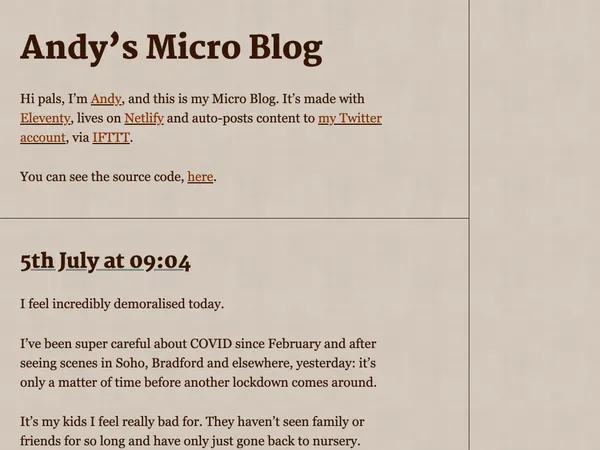 Andy’s Micro Blog
Hi pals, I’m Andy, and this is my Micro Blog. It’s made with
Eleventy, lives on Netlify and auto-posts content to my Twitter
account, via IFTTT.
You can see the source code, here.
5th July at 09:04
I feel incredibly demoralised today.
I’ve been super careful about COVID since February and after
seeing scenes in Soho, Bradford and elsewhere, yesterday: it’s
only a matter of time before another lockdown comes around.
It’s my kids I feel really bad for. They haven’t seen family or
friends for so long and have only just gone back to nursery.